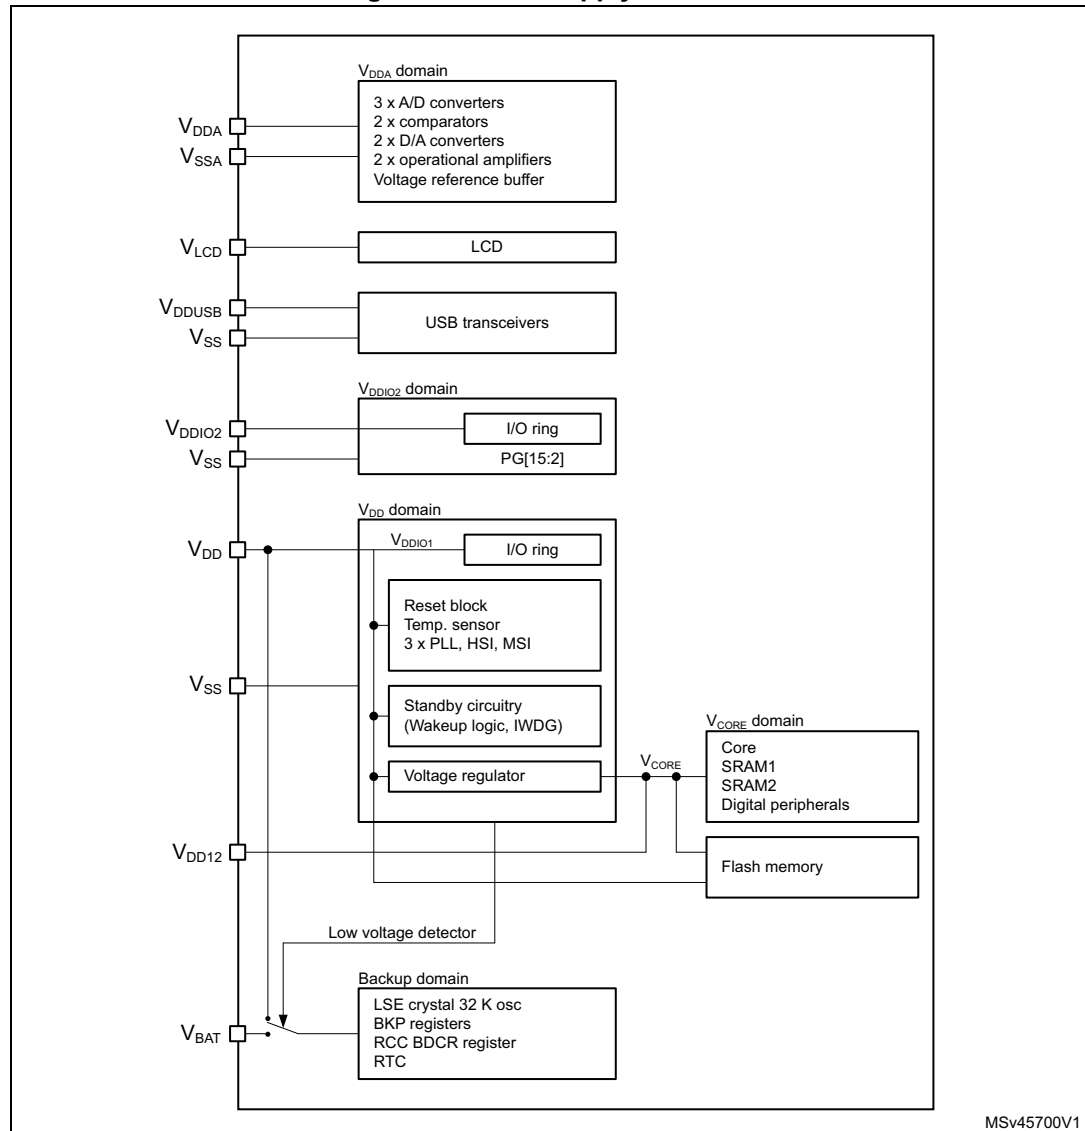 V_DDA domain
3 x A/D converters
2 x comparators
2 x D/A converters
2 x operational amplifiers
Voltage reference buffer
V_DDA
V_SSA
V_LCD
LCD
V_DDUSB
V_SS
USB transceivers
V_DDIO2 domain
V_DDIO2
V_SS
I/O ring
PG[15:2]
V_DD domain
V_DD
V_DDIO1
I/O ring
Reset block
Temp. sensor
3 x PLL, HSI, MSI
V_SS
Standby circuitry
(Wakeup logic, IWDG)
Voltage regulator
V_CORE
V_CORE domain
Core
SRAM1
SRAM2
Digital peripherals
V_DD12
Flash memory
Low voltage detector
Backup domain
LSE crystal 32 K osc
BKP registers
RCC BDCR register
RTC
V_BAT
MSv45700V1